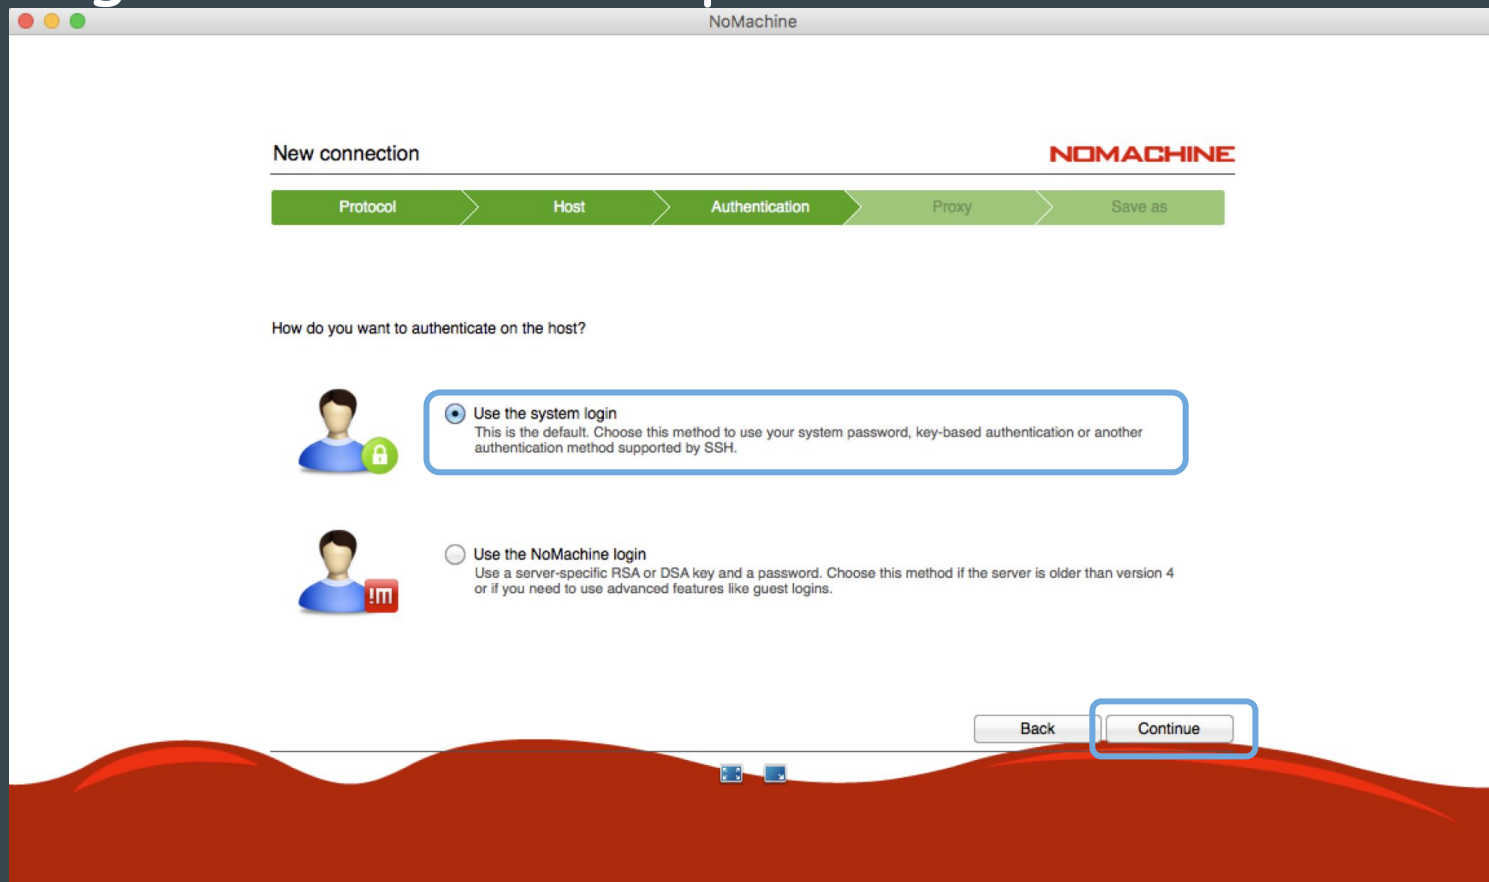 NoMachine
New connection
NOMACHINE
Protocol
Host
Authentication
Proxy
Save as
How do you want to authenticate on the host?
Use the system login
This is the default. Choose this method to use your system password, key-based authentication or another
authentication method supported by SSH.
!m
Use the NoMachine login
Use a server-specific RSA or DSA key and a password. Choose this method if the server is older than version 4
or if you need to use advanced features like guest logins.
Back
Continue